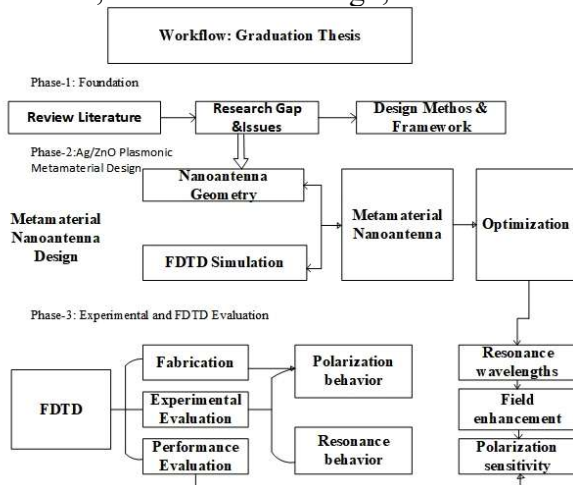 Workflow: Graduation Thesis
Phase-1: Foundation
Review Literature
Research Gap
&Issues
Design Methos &
Framework
Phase-2:Ag/ZnO Plasmonic
Metamaterial Design
Nanoantenna
Geometry
Metamaterial
Nanoantenna
Design
FDTD Simulation
Metamaterial
Nanoantenna
Optimization
Phase-3: Experimental and FDTD Evaluation
FDTD
Fabrication
Experimental
Evaluation
Performance
Evaluation
Polarization
behavior
Resonance
behavior
Resonance
wavelengths
Field
enhancement
Polarization
sensitivity